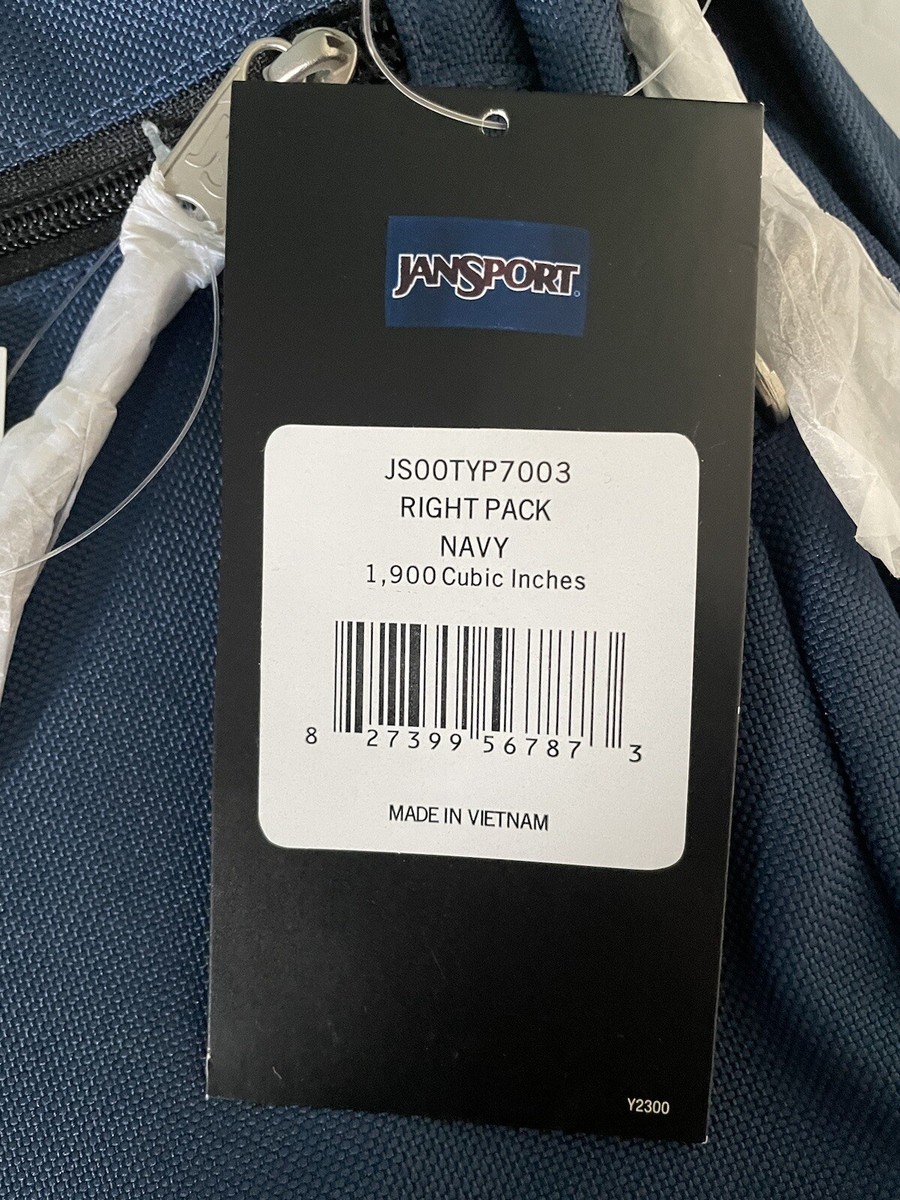 JANSPORT
JS00TYP7003
RIGHT PACK
NAVY
1,900 Cubic Inches
8 27399 56787 3
MADE IN VIETNAM
Y2300